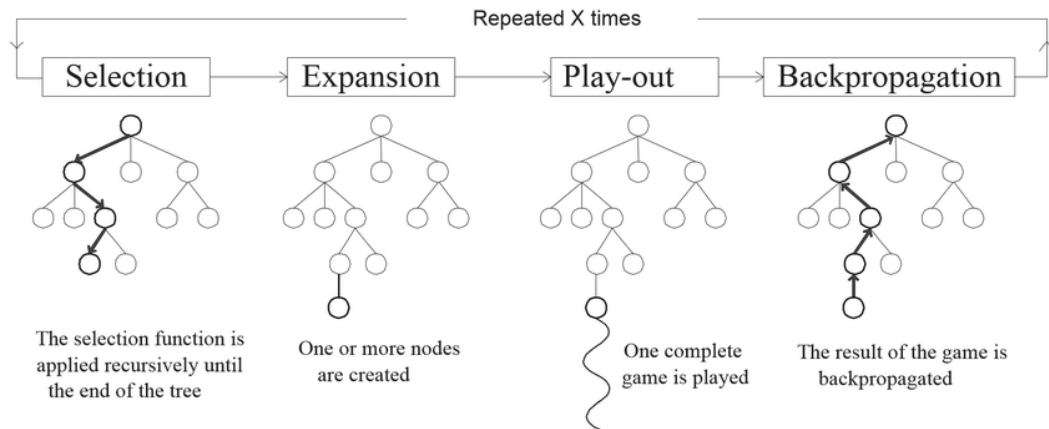 Repeated X times
Selection
Expansion
Play-out
Backpropagation
The selection function is
applied recursively until
the end of the tree
One or more nodes
are created
One complete
game is played
The result of the game is
backpropagated